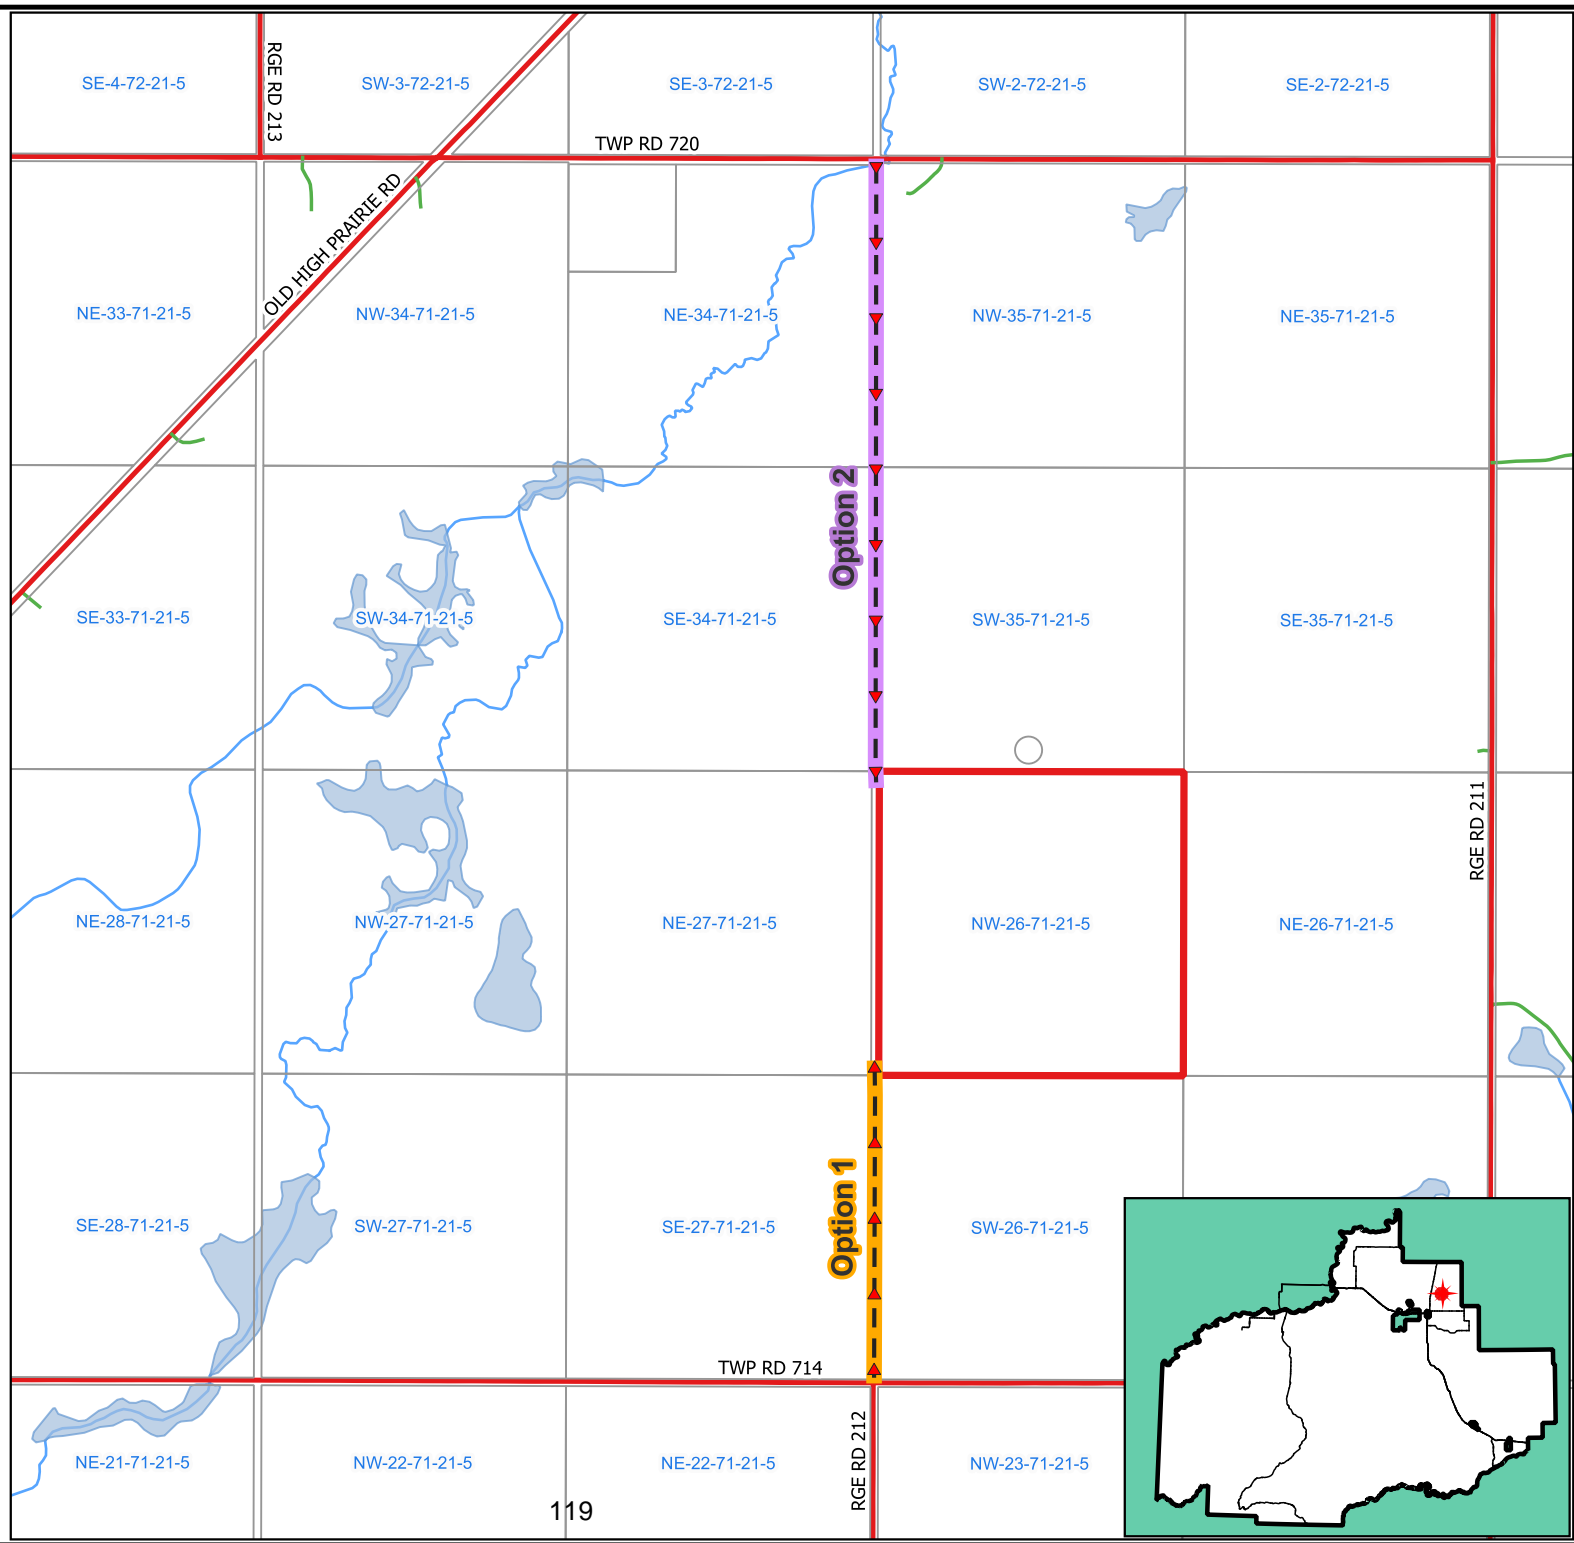 SE-4-72-21-5
RGE RD 213
SW-3-72-21-5
SE-3-72-21-5
SW-2-72-21-5
SE-2-72-21-5
TWP RD 720
OLD HIGH PRAIRIE RD
NE-33-71-21-5
NW-34-71-21-5
NE-34-71-21-5
NW-35-71-21-5
NE-35-71-21-5
Option 2
SE-33-71-21-5
SW-34-71-21-5
SE-34-71-21-5
SW-35-71-21-5
SE-35-71-21-5
RGE RD 211
NE-28-71-21-5
NW-27-71-21-5
NE-27-71-21-5
NW-26-71-21-5
NE-26-71-21-5
Option 1
SE-28-71-21-5
SW-27-71-21-5
SE-27-71-21-5
SW-26-71-21-5
TWP RD 714
RGE RD 212
NE-21-71-21-5
NW-22-71-21-5
NE-22-71-21-5
NW-23-71-21-5
119